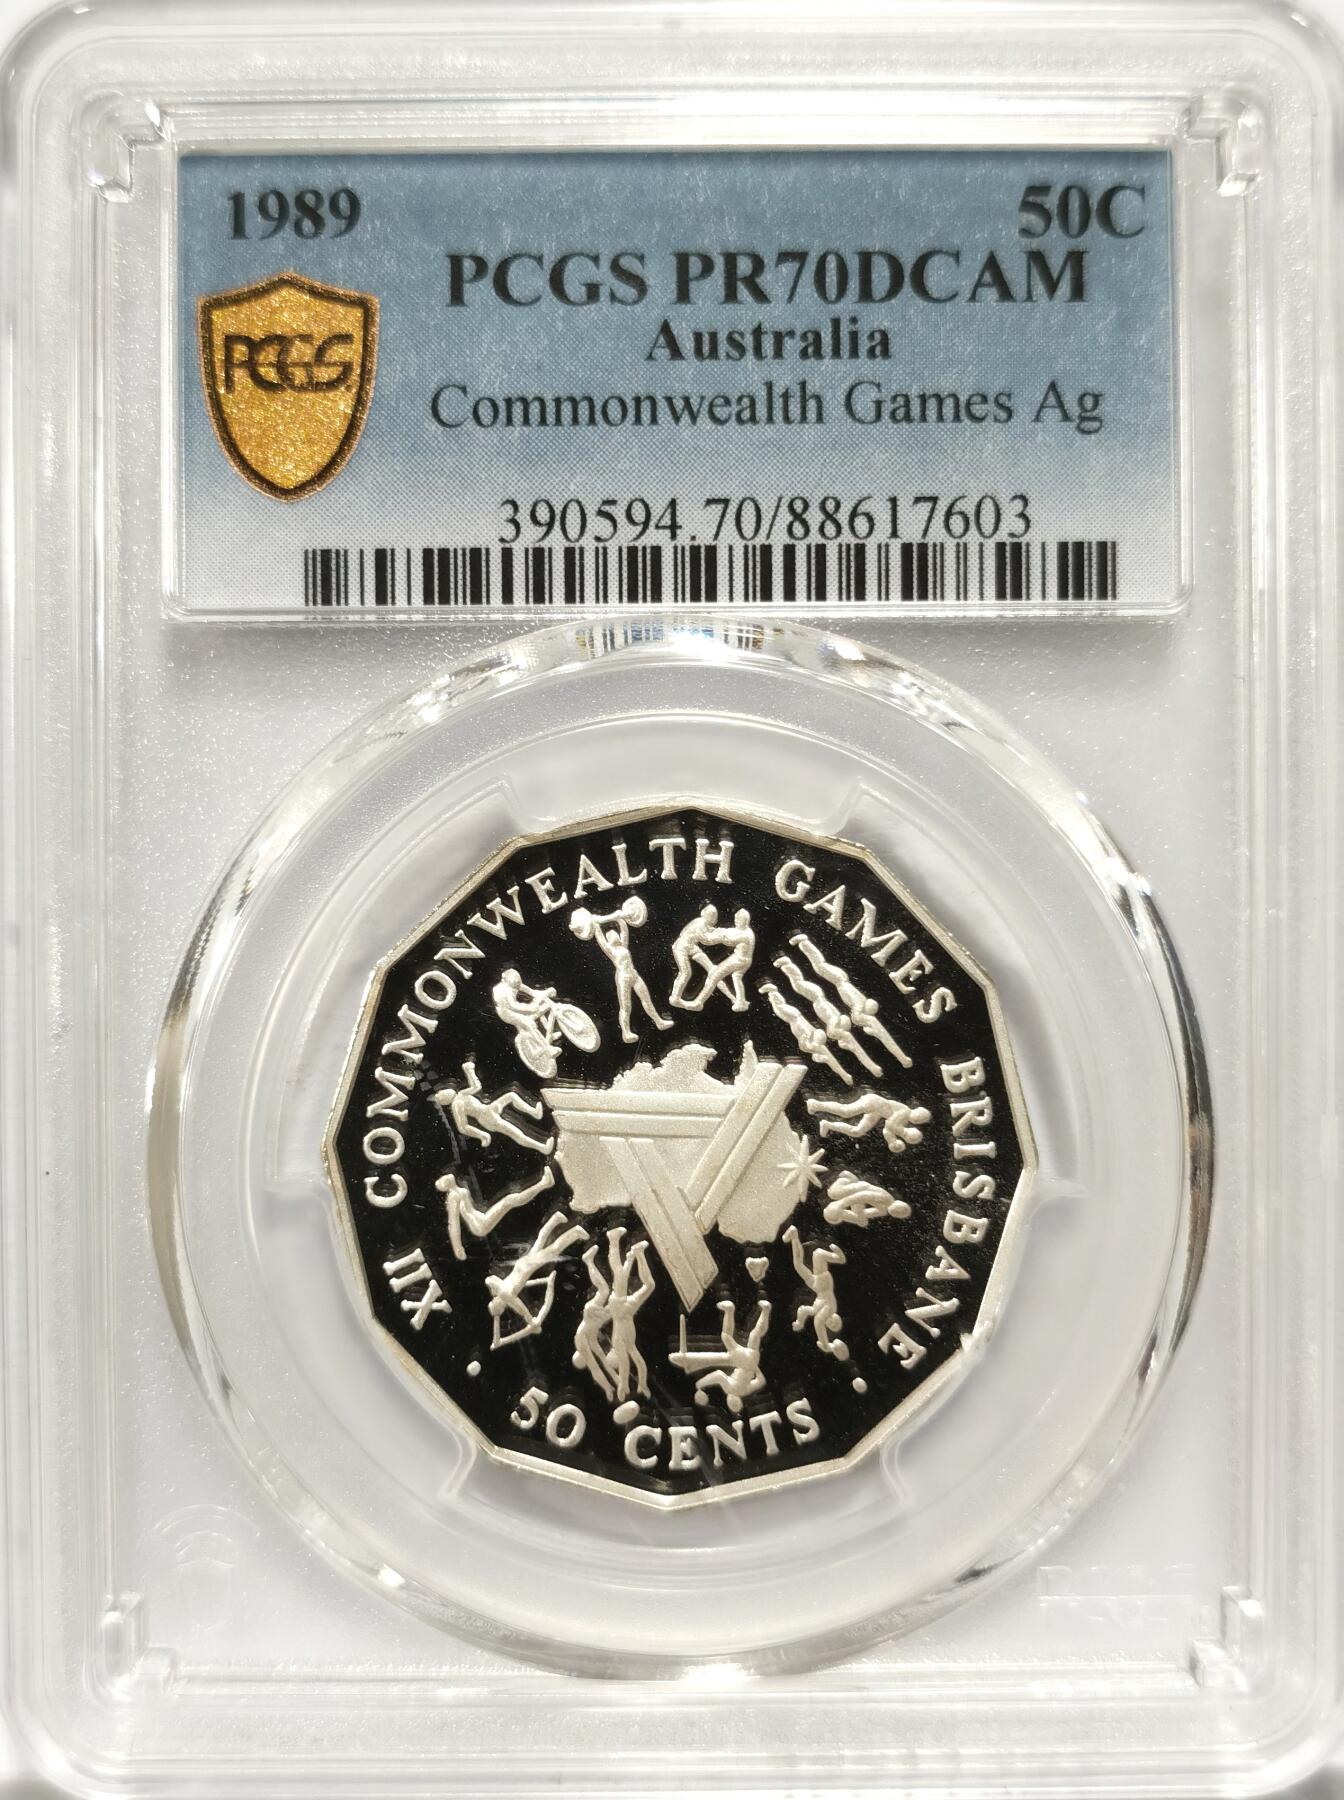 1989
50C
PCGS PR70DCAM
Australia
PCGS
Commonwealth Games Ag
390594.70/88617603
XII COMMONWEALTH GAMES BRISBANE
50 CENTS